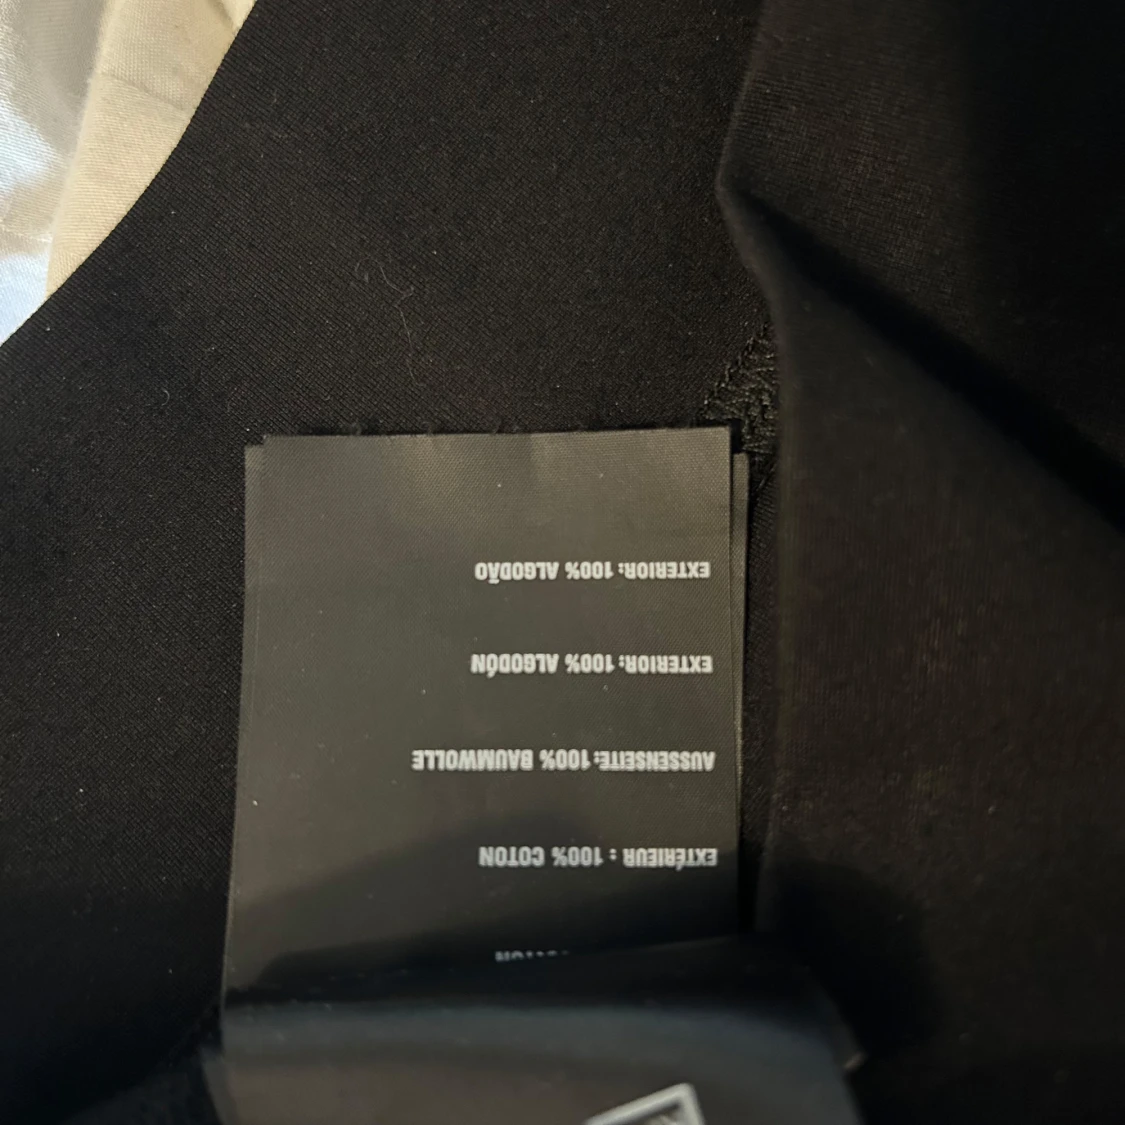 EXTÉRIEUR : 100% COTON
AUSSENSEITE: 100% BAUMWOLLE
EXTERIOR: 100% ALGODÓN
EXTERIOR: 100% ALGODÃO